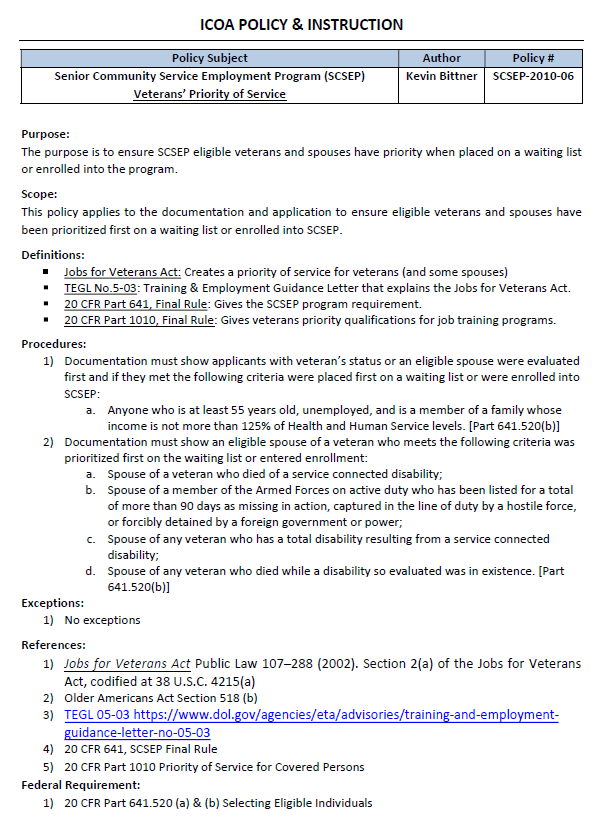 ICOA POLICY & INSTRUCTION
Policy Subject Author Policy #
Senior Community Service Employment Program (SCSEP) Kevin Bittner SCSEP-2010-06
Veterans’ Priority of Service
Purpose:
The purpose is to ensure SCSEP eligible veterans and spouses have priority when placed on a waiting list
or enrolled into the program.
Scope:
This policy applies to the documentation and application to ensure eligible veterans and spouses have
been prioritized first on a waiting list or enrolled into SCSEP.
Definitions:
▪ Jobs for Veterans Act: Creates a priority of service for veterans (and some spouses)
▪ TEGL No.5-03: Training & Employment Guidance Letter that explains the Jobs for Veterans Act.
▪ 20 CFR Part 641, Final Rule: Gives the SCSEP program requirement.
▪ 20 CFR Part 1010, Final Rule: Gives veterans priority qualifications for job training programs.
Procedures:
1) Documentation must show applicants with veteran’s status or an eligible spouse were evaluated
first and if they met the following criteria were placed first on a waiting list or were enrolled into
SCSEP:
a. Anyone who is at least 55 years old, unemployed, and is a member of a family whose
income is not more than 125% of Health and Human Service levels. [Part 641.520(b)]
2) Documentation must show an eligible spouse of a veteran who meets the following criteria was
prioritized first on the waiting list or entered enrollment:
a. Spouse of a veteran who died of a service connected disability;
b. Spouse of a member of the Armed Forces on active duty who has been listed for a total
of more than 90 days as missing in action, captured in the line of duty by a hostile force,
or forcibly detained by a foreign government or power;
c. Spouse of any veteran who has a total disability resulting from a service connected
disability;
d. Spouse of any veteran who died while a disability so evaluated was in existence. [Part
641.520(b)]
Exceptions:
1) No exceptions
References:
1) Jobs for Veterans Act Public Law 107–288 (2002). Section 2(a) of the Jobs for Veterans
Act, codified at 38 U.S.C. 4215(a)
2) Older Americans Act Section 518 (b)
3) TEGL 05-03 https://www.dol.gov/agencies/eta/advisories/training-and-employment-
guidance-letter-no-05-03
4) 20 CFR 641, SCSEP Final Rule
5) 20 CFR Part 1010 Priority of Service for Covered Persons
Federal Requirement:
1) 20 CFR Part 641.520 (a) & (b) Selecting Eligible Individuals